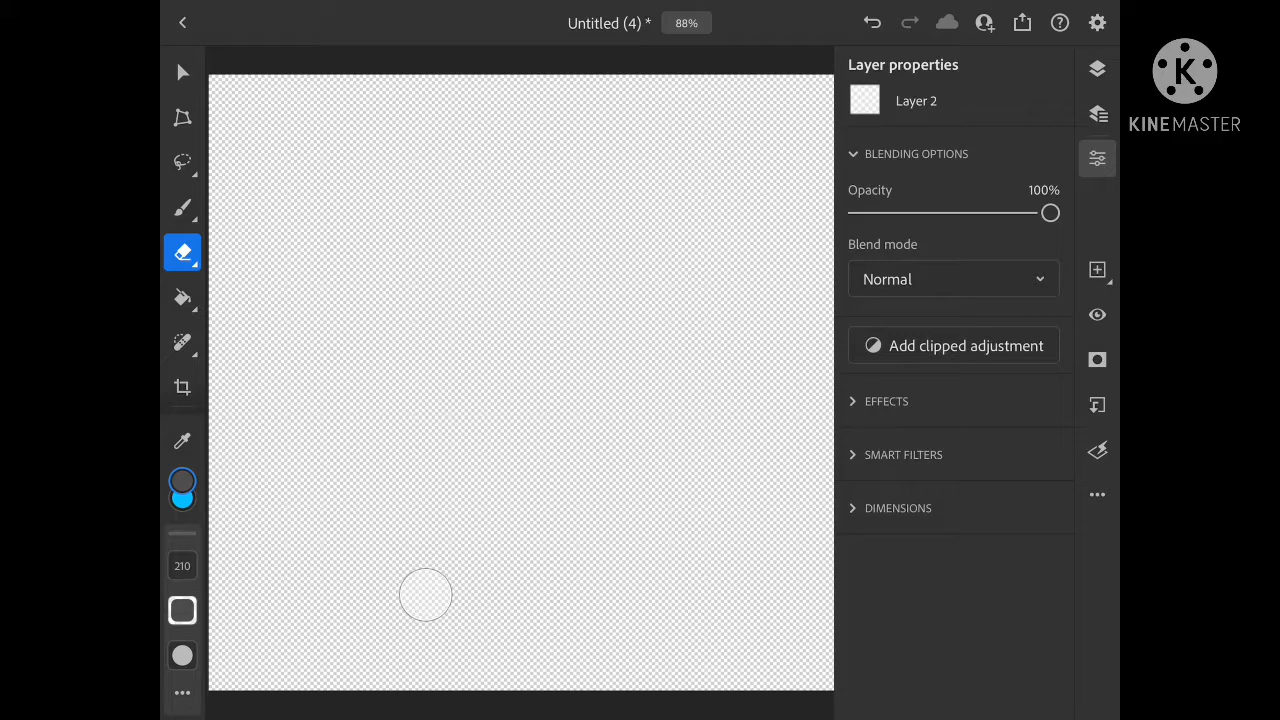 Untitled (4) *
88%
Layer properties
Layer 2
BLENDING OPTIONS
Opacity
100%
Blend mode
Normal
Add clipped adjustment
EFFECTS
SMART FILTERS
DIMENSIONS
210
K
KINEMASTER